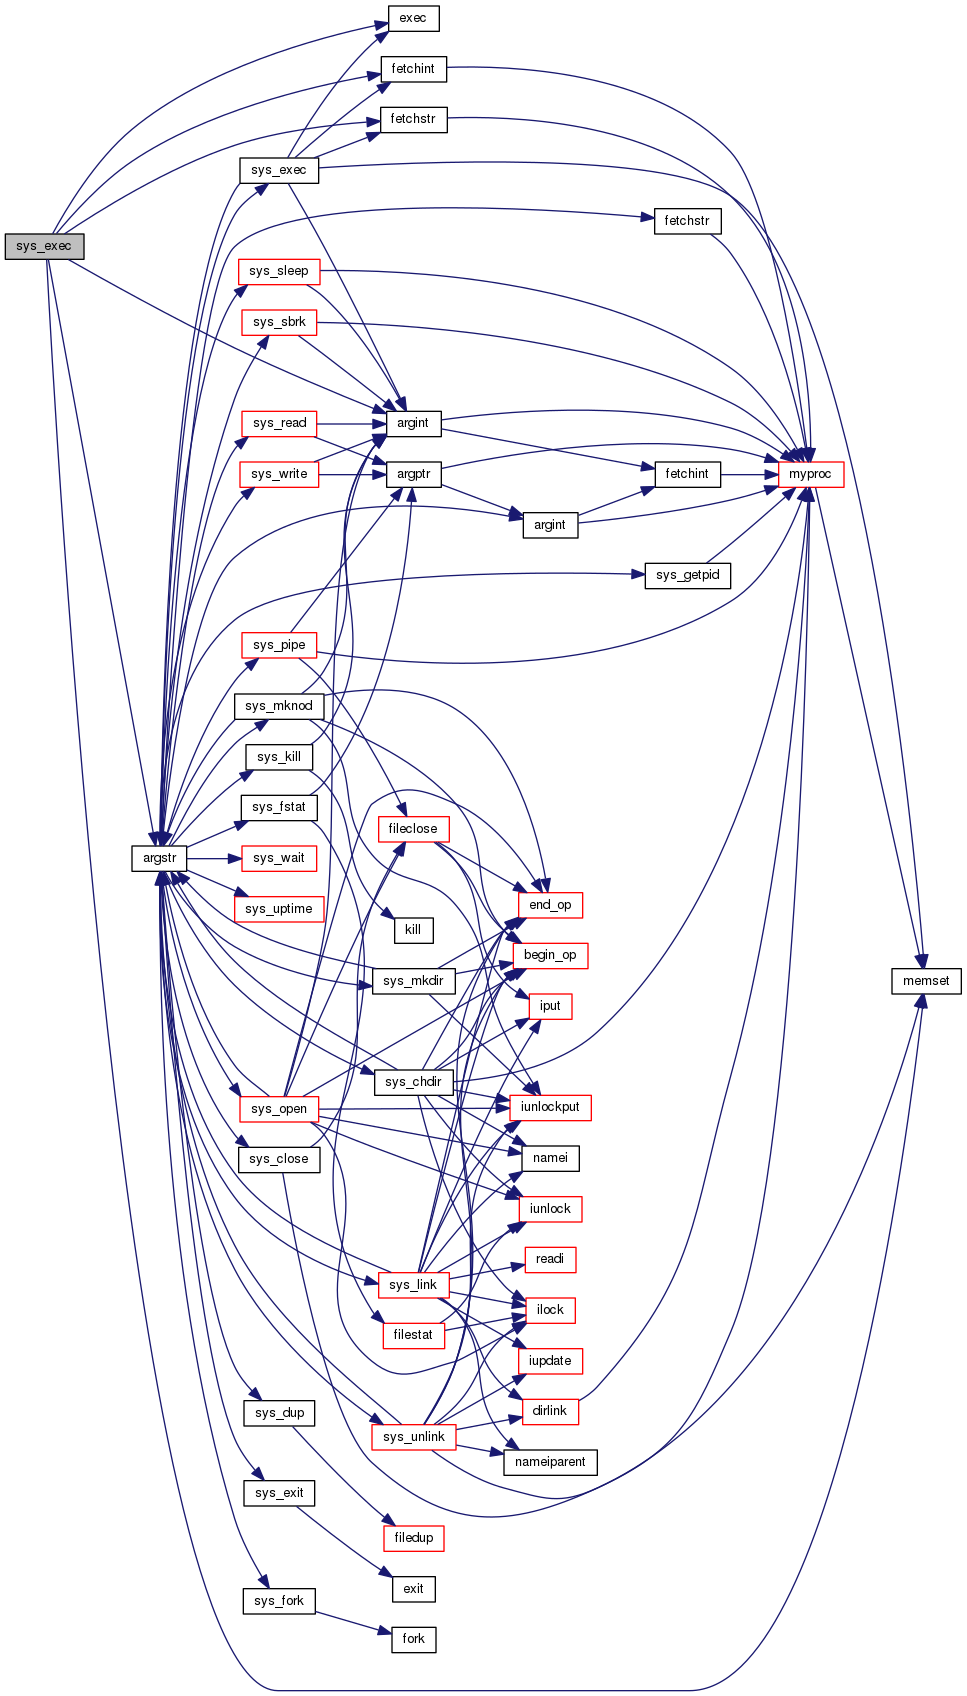 exec
fetchint
fetchstr
sys_exec
fetchstr
sys_exec
sys_sleep
sys_sbrk
sys_read
argint
sys_write
argptr
fetchint
myproc
argint
sys_getpid
sys_pipe
sys_mknod
sys_kill
sys_fstat
fileclose
argstr
sys_wait
sys_uptime
end_op
kill
begin_op
sys_mkdir
memset
iput
sys_chdir
sys_open
iunlockput
sys_close
namei
iunlock
readi
sys_link
ilock
filestat
iupdate
sys_dup
dirlink
sys_unlink
nameiparent
sys_exit
filedup
exit
sys_fork
fork